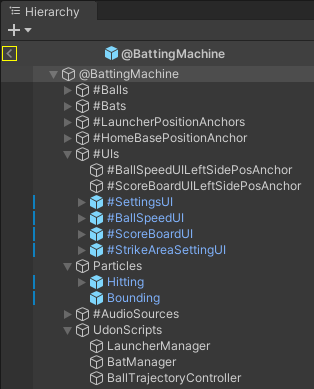 Hierarchy
@BattingMachine
@BattingMachine
#Balls
#Bats
#LauncherPositionAnchors
#HomeBasePositionAnchor
#UIs
#BallSpeedUILeftSidePosAnchor
#ScoreBoardUILeftSidePosAnchor
#SettingsUI
#BallSpeedUI
#ScoreBoardUI
#StrikeAreaSettingUI
Particles
Hitting
Bounding
#AudioSources
UdonScripts
LauncherManager
BatManager
BallTrajectoryController